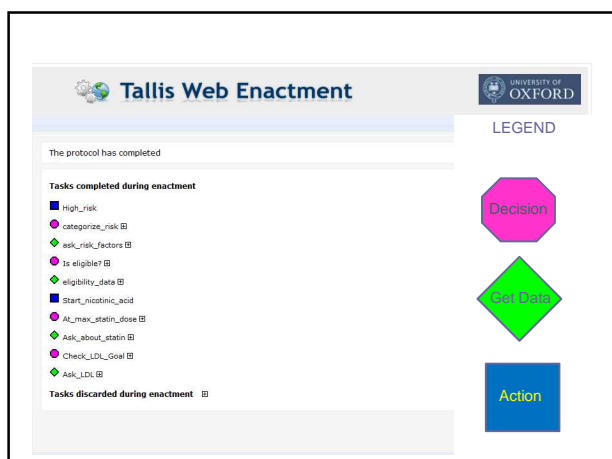 Tallis Web Enactment
UNIVERSITY OF
OXFORD
LEGEND
The protocol has completed
Tasks completed during enactment
High_risk
categorize_risk
ask_risk_factors
Is eligible?
eligibility_data
Start_nicotinic_acid
At_max_statin_dose
Ask_about_statin
Check_LDL_Goal
Ask_LDL
Tasks discarded during enactment
Decision
Get Data
Action